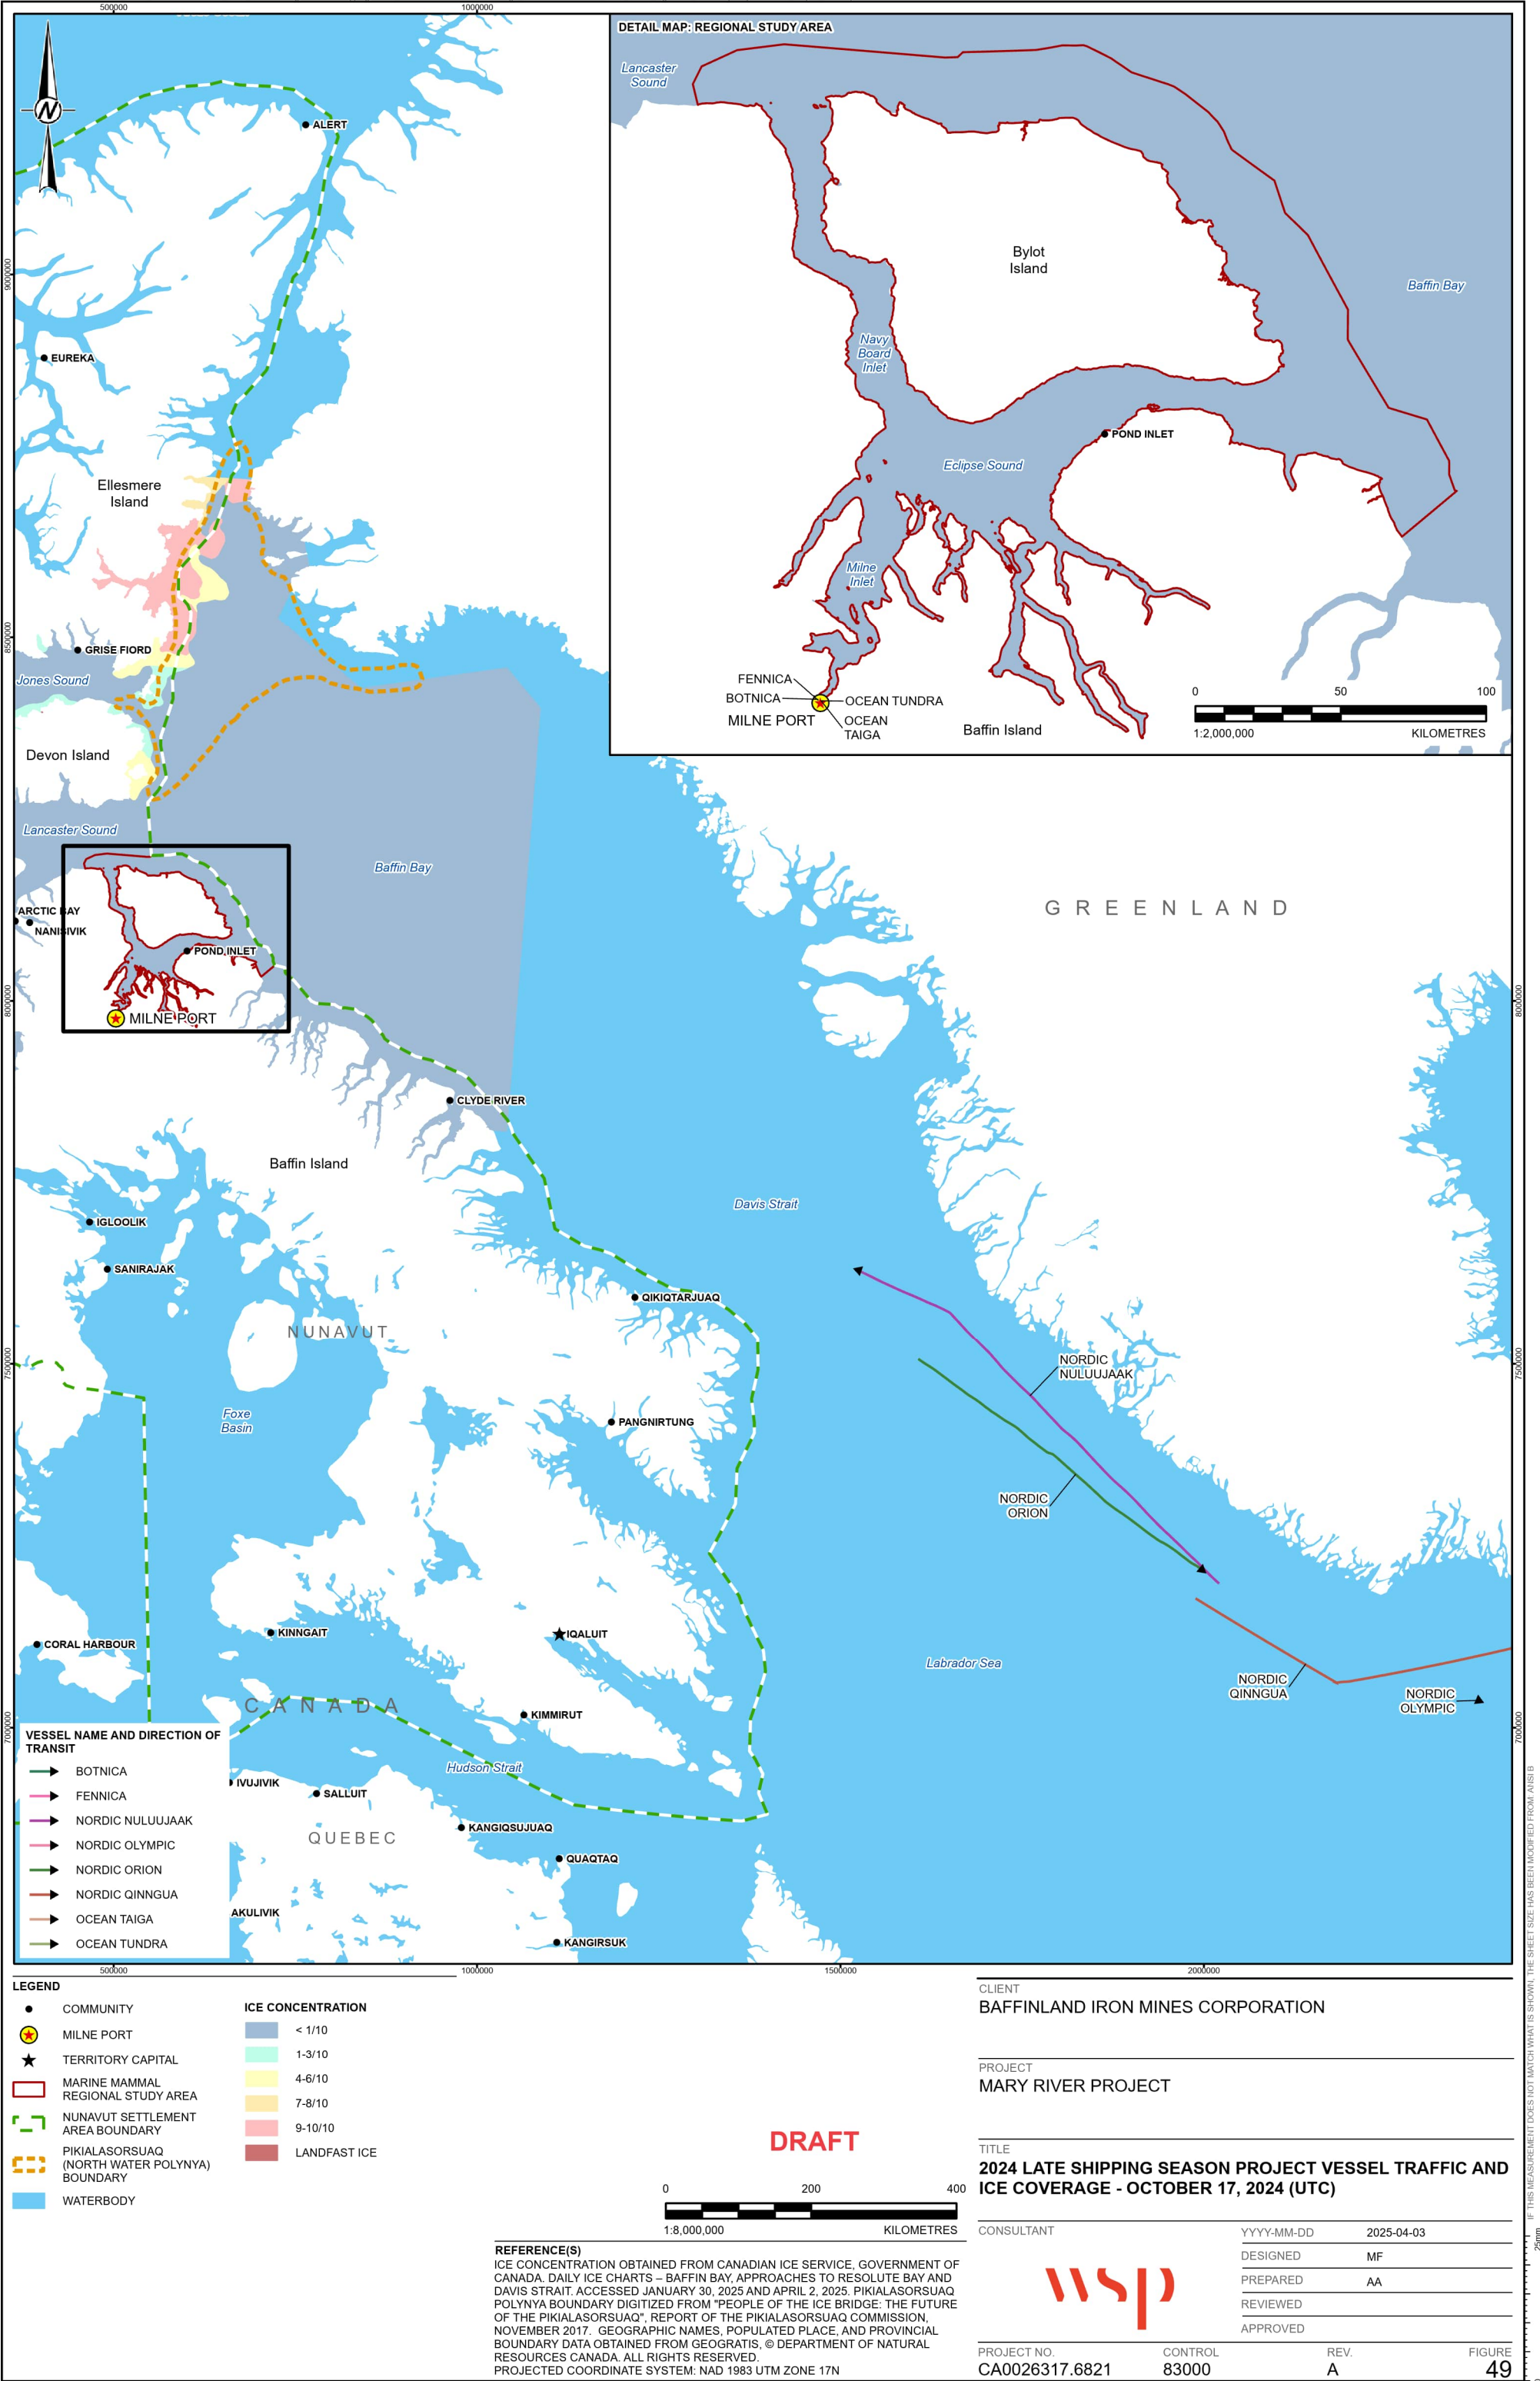 500000
1000000
DETAIL MAP: REGIONAL STUDY AREA
Lancaster
Sound
N
ALERT
Bylot
Island
Baffin Bay
9000000
Navy
Board
Inlet
EUREKA
POND INLET
Eclipse Sound
Ellesmere
Island
Milne
Inlet
8500000
GRISE FIORD
Jones Sound
FENNICA
BOTNICA
OCEAN TUNDRA
MILNE PORT
OCEAN
TAIGA
Baffin Island
0 50 100
1:2,000,000 KILOMETRES
Devon Island
Lancaster Sound
Baffin Bay
GREENLAND
ARCTIC BAY
NANISIVIK
POND INLET
8000000
8000000
MILNE PORT
CLYDE RIVER
Baffin Island
Davis Strait
IGLOOLIK
SANIRAJAK
QIKIQTARJUAQ
NUNAVUT
7500000
7500000
NORDIC
NULUUJAAK
Foxe
Basin
PANGNIRTUNG
NORDIC
ORION
KINNGAIT
IQALUIT
CORAL HARBOUR
Labrador Sea
NORDIC
QINNGUA
NORDIC
OLYMPIC
CANADA
KIMMIRUT
7000000
7000000
Hudson Strait
VESSEL NAME AND DIRECTION OF
TRANSIT
BOTNICA
FENNICA
NORDIC NULUUJAAK
NORDIC OLYMPIC
NORDIC ORION
NORDIC QINNGUA
OCEAN TAIGA
OCEAN TUNDRA
IVUJIVIK
SALLUIT
KANGIQSUJUAQ
QUEBEC
QUAQTAQ
AKULIVIK
KANGIRSUK
500000
1000000
1500000
2000000
LEGEND
COMMUNITY
MILNE PORT
TERRITORY CAPITAL
MARINE MAMMAL
REGIONAL STUDY AREA
NUNAVUT SETTLEMENT
AREA BOUNDARY
PIKIALASORSUAQ
(NORTH WATER POLYNYA)
BOUNDARY
WATERBODY
ICE CONCENTRATION
< 1/10
1-3/10
4-6/10
7-8/10
9-10/10
LANDFAST ICE
DRAFT
0 200 400
1:8,000,000 KILOMETRES
REFERENCE(S)
ICE CONCENTRATION OBTAINED FROM CANADIAN ICE SERVICE, GOVERNMENT OF
CANADA. DAILY ICE CHARTS – BAFFIN BAY, APPROACHES TO RESOLUTE BAY AND
DAVIS STRAIT. ACCESSED JANUARY 30, 2025 AND APRIL 2, 2025. PIKIALASORSUAQ
POLYNYA BOUNDARY DIGITIZED FROM "PEOPLE OF THE ICE BRIDGE: THE FUTURE
OF THE PIKIALASORSUAQ", REPORT OF THE PIKIALASORSUAQ COMMISSION,
NOVEMBER 2017. GEOGRAPHIC NAMES, POPULATED PLACE, AND PROVINCIAL
BOUNDARY DATA OBTAINED FROM GEOGRATIS, © DEPARTMENT OF NATURAL
RESOURCES CANADA. ALL RIGHTS RESERVED.
PROJECTED COORDINATE SYSTEM: NAD 1983 UTM ZONE 17N
CLIENT
BAFFINLAND IRON MINES CORPORATION
PROJECT
MARY RIVER PROJECT
TITLE
2024 LATE SHIPPING SEASON PROJECT VESSEL TRAFFIC AND
ICE COVERAGE - OCTOBER 17, 2024 (UTC)
CONSULTANT
wsp
YYYY-MM-DD 2025-04-03
DESIGNED MF
PREPARED AA
REVIEWED
APPROVED
PROJECT NO. CONTROL REV. FIGURE
CA0026317.6821 83000 A 49
IF THIS MEASUREMENT DOES NOT MATCH WHAT IS SHOWN, THE SHEET SIZE HAS BEEN MODIFIED FROM: ANSI B
25mm
0